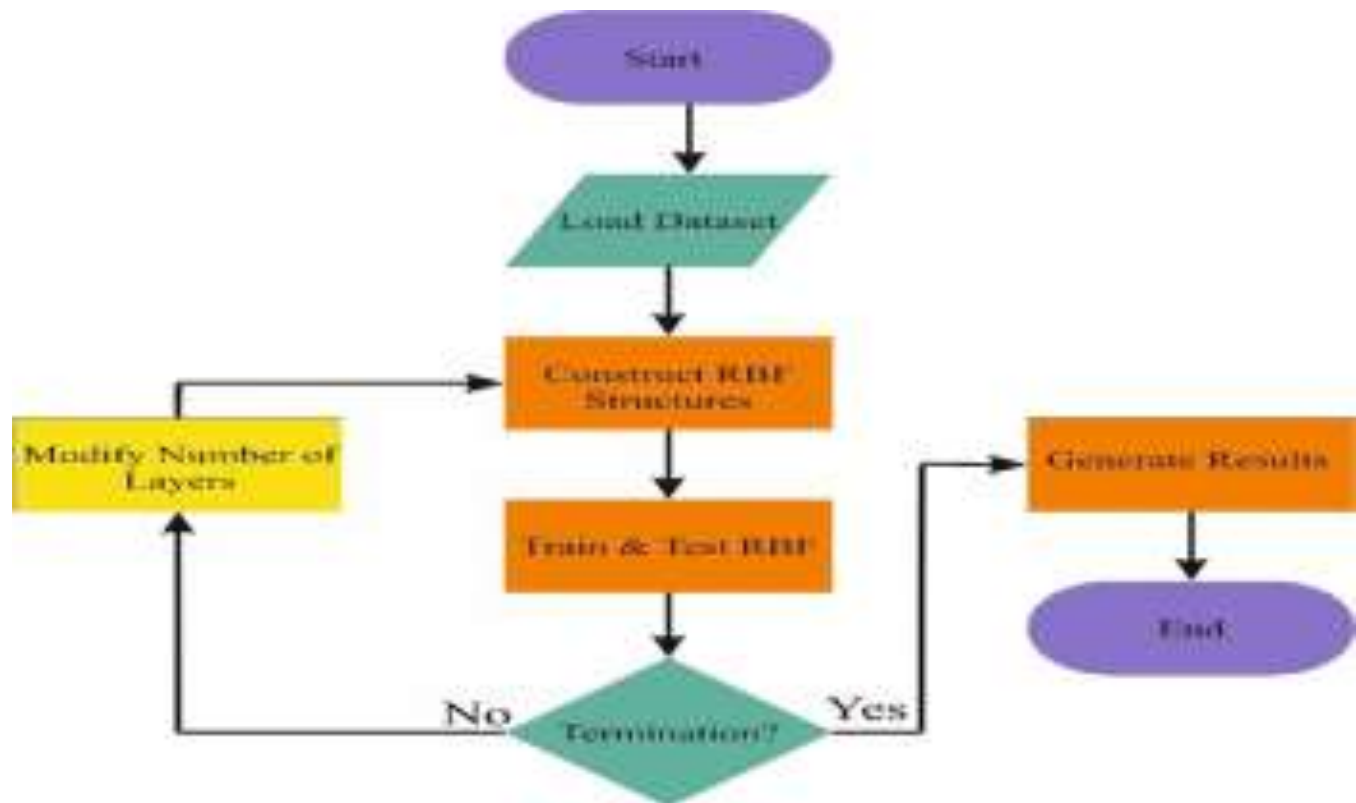 Start
Load Dataset
Construct RBF
Structures
Modify Number of
Layers
Generate Results
Train & Test RBF
End
No
Yes
Termination?